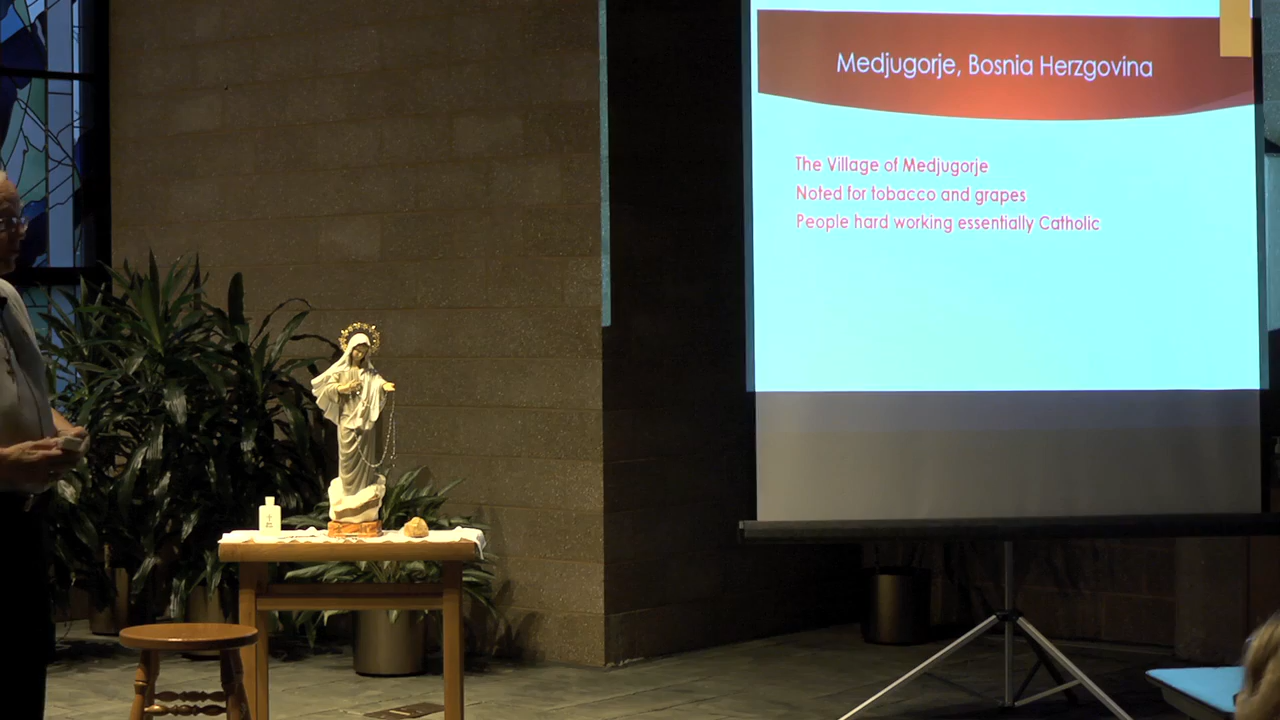 Medjugorje, Bosnia Herzgovina
The Village of Medjugorje
Noted for tobacco and grapes
People hard working essentially Catholic